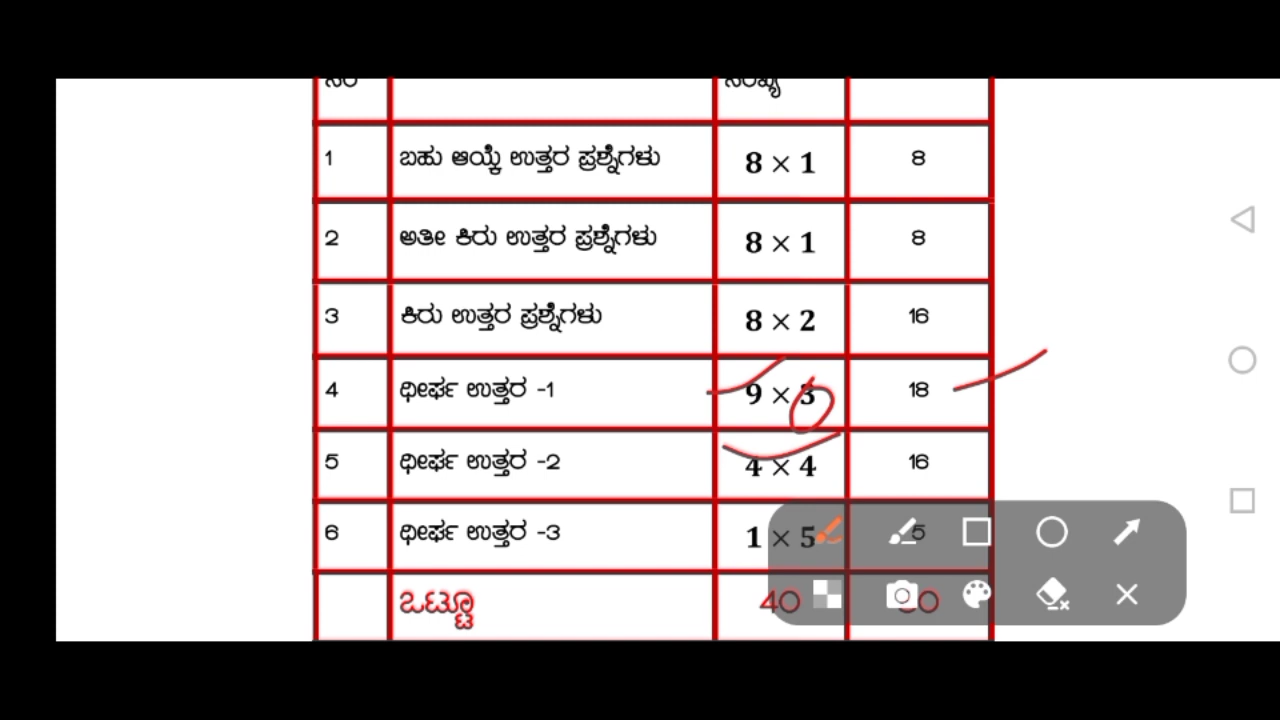 ಸಂ ಸಂಖ್ಯೆ
1 ಬಹು ಆಯ್ಕೆ ಉತ್ತರ ಪ್ರಶ್ನೆಗಳು 8 × 1 8
2 ಅತೀ ಕಿರು ಉತ್ತರ ಪ್ರಶ್ನೆಗಳು 8 × 1 8
3 ಕಿರು ಉತ್ತರ ಪ್ರಶ್ನೆಗಳು 8 × 2 16
4 ಧೀರ್ಘ ಉತ್ತರ -1 9 × 3 18
5 ಧೀರ್ಘ ಉತ್ತರ -2 4 × 4 16
6 ಧೀರ್ಘ ಉತ್ತರ -3 1 × 5 5
ಒಟ್ಟೂ 40